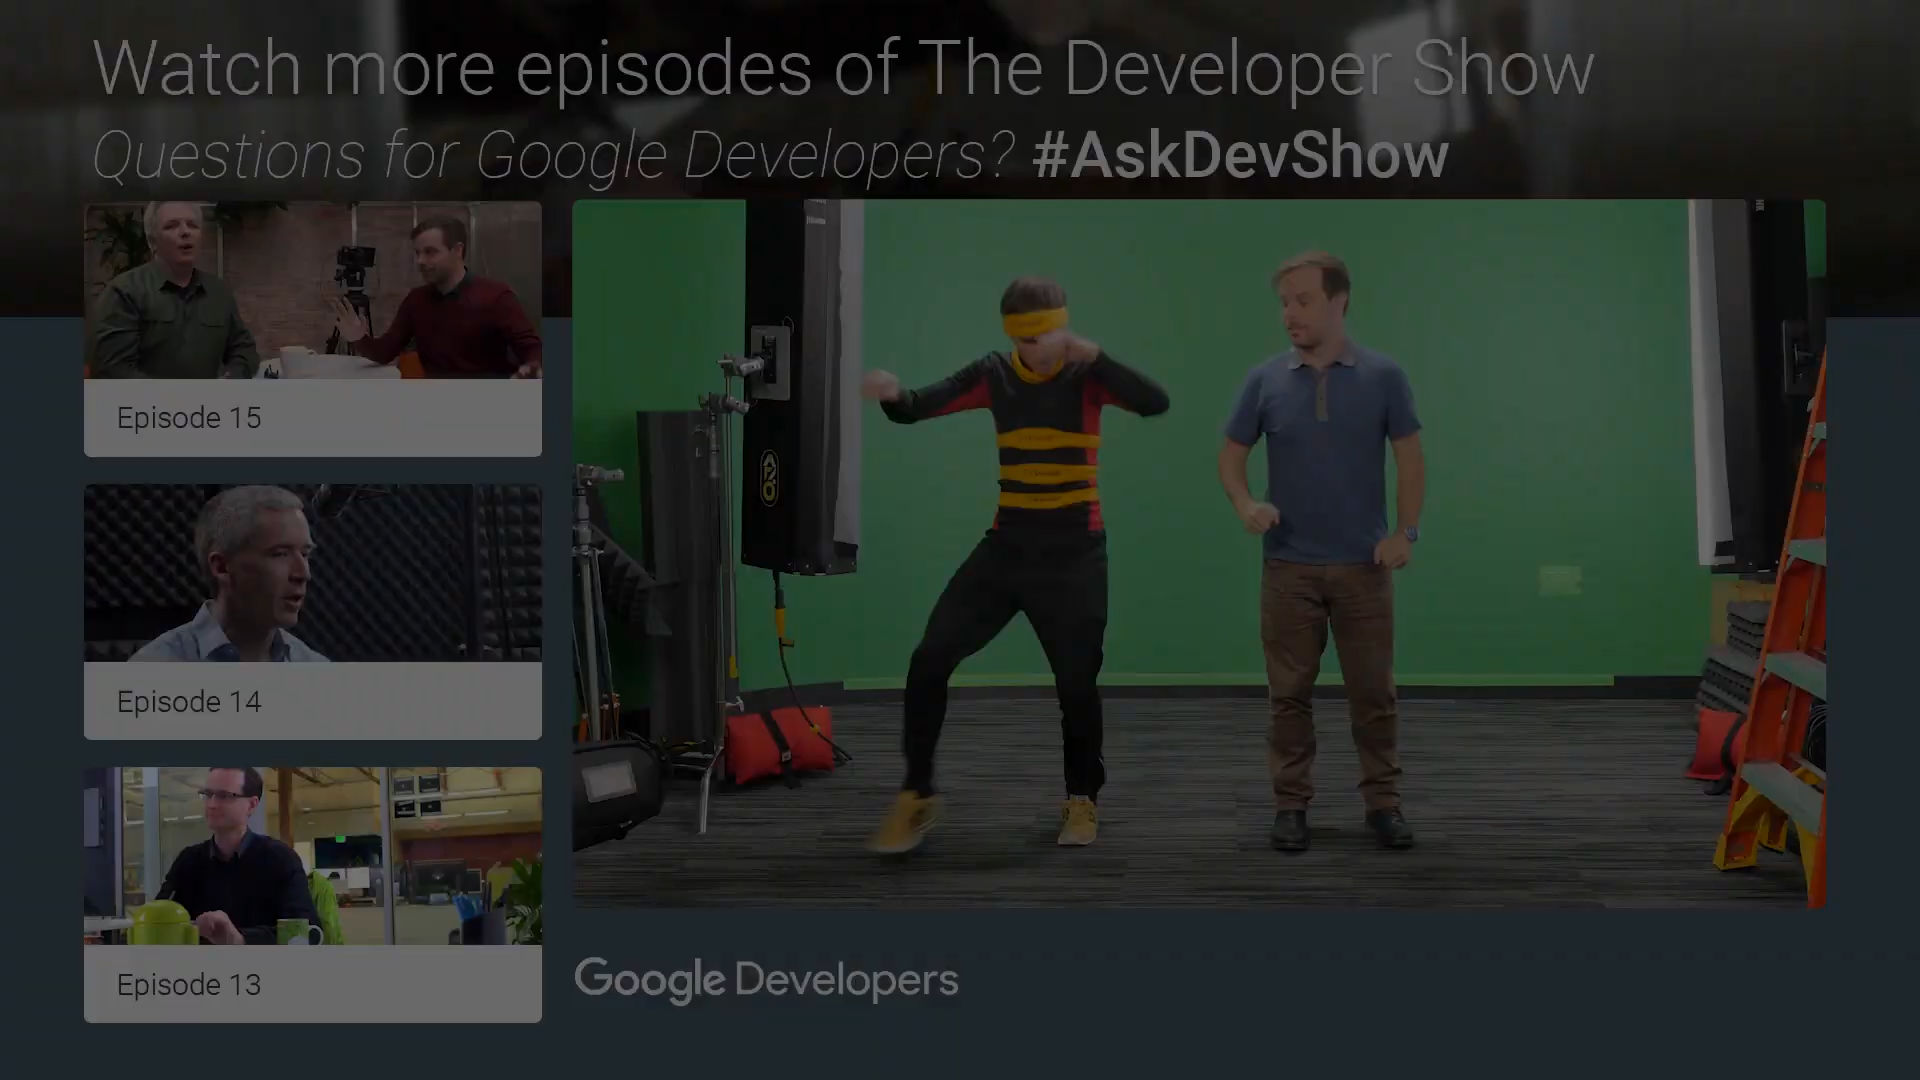 Watch more episodes of The Developer Show
Questions for Google Developers? #AskDevShow
Episode 15
Episode 14
Episode 13
Google Developers